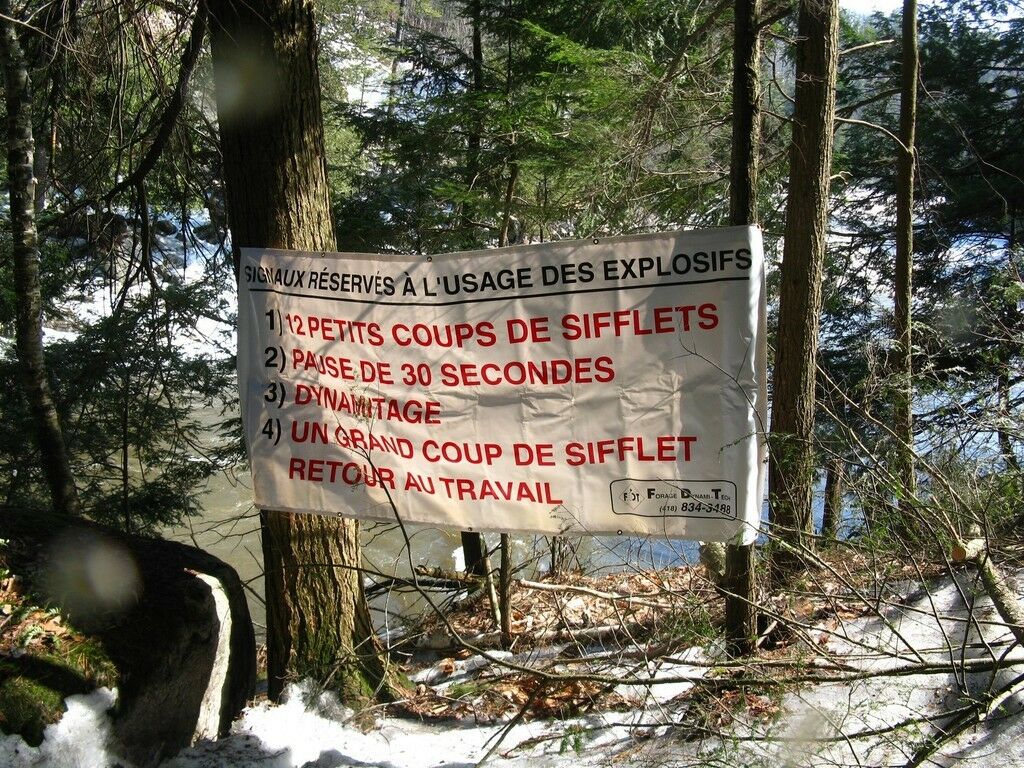 SIGNAUX RÉSERVÉS À L'USAGE DES EXPLOSIFS
1) 12 PETITS COUPS DE SIFFLETS
2) PAUSE DE 30 SECONDES
3) DYNAMITAGE
4) UN GRAND COUP DE SIFFLET
RETOUR AU TRAVAIL
FDT FORAGE DYNAMI-TECH
(418) 834-3488